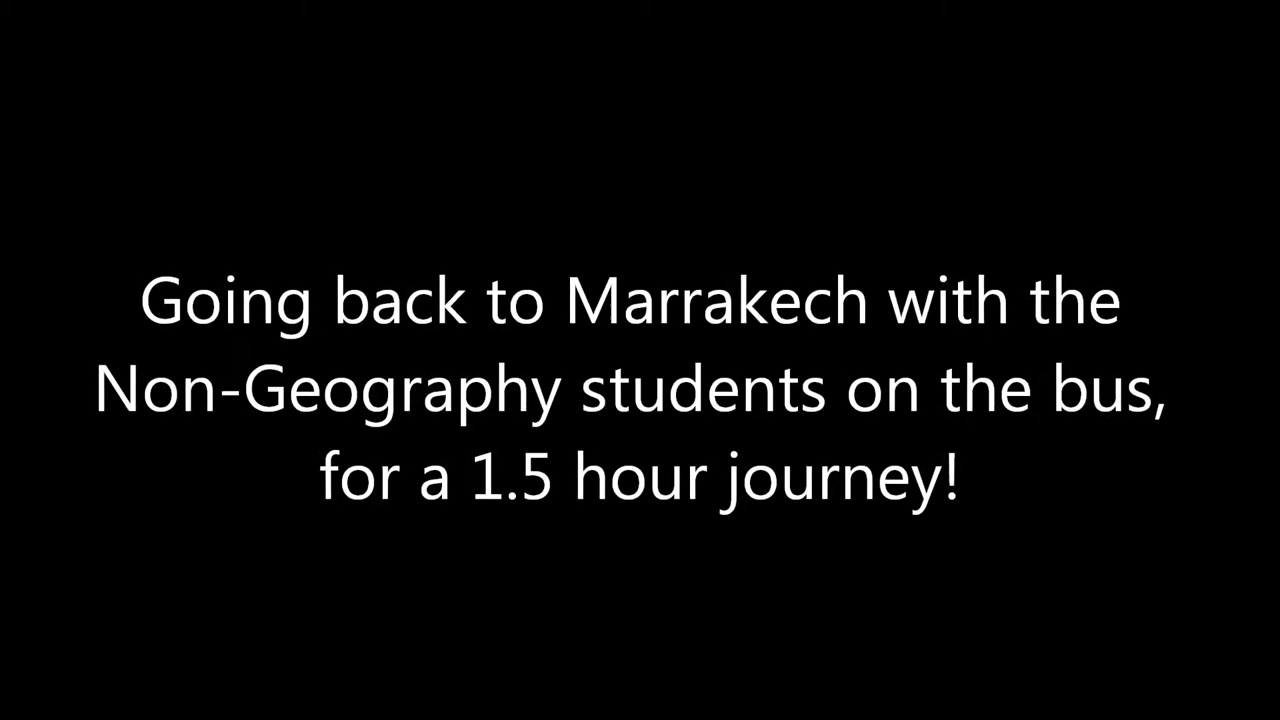 Going back to Marrakech with the
Non-Geography students on the bus,
for a 1.5 hour journey!